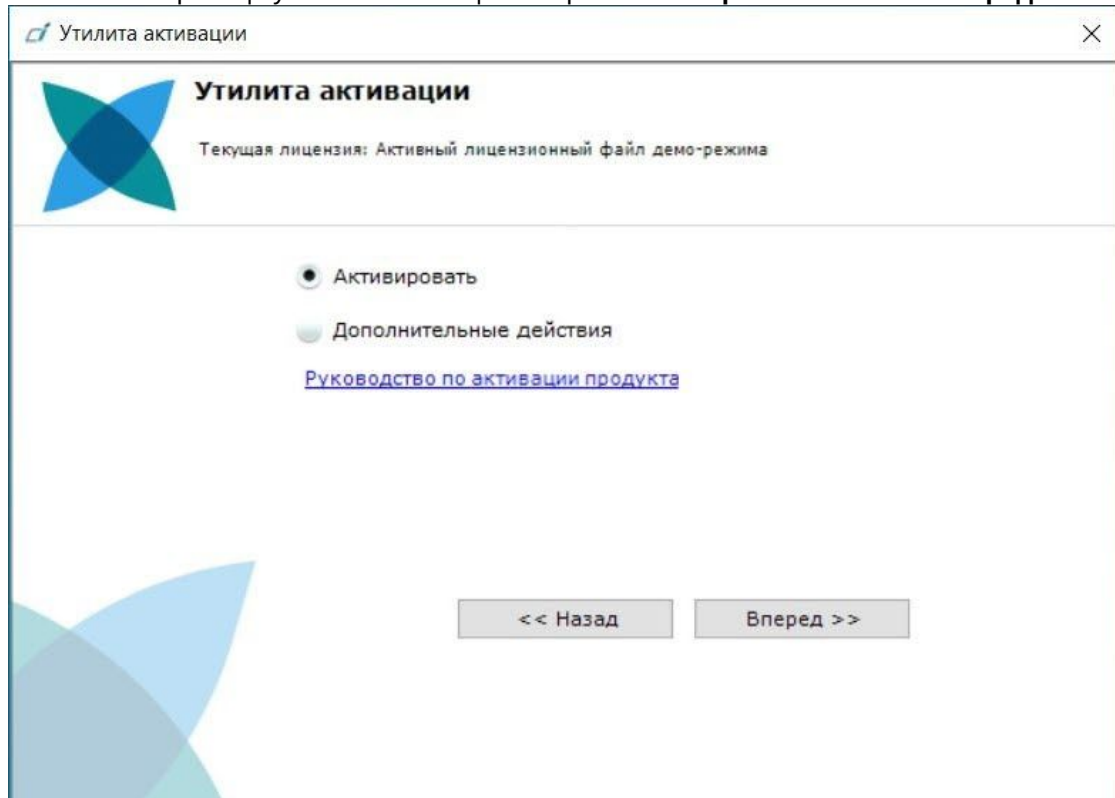 Утилита активации
Утилита активации
Текущая лицензия: Активный лицензионный файл демо-режима
Активировать
Дополнительные действия
Руководство по активации продукта
<< Назад
Вперед >>